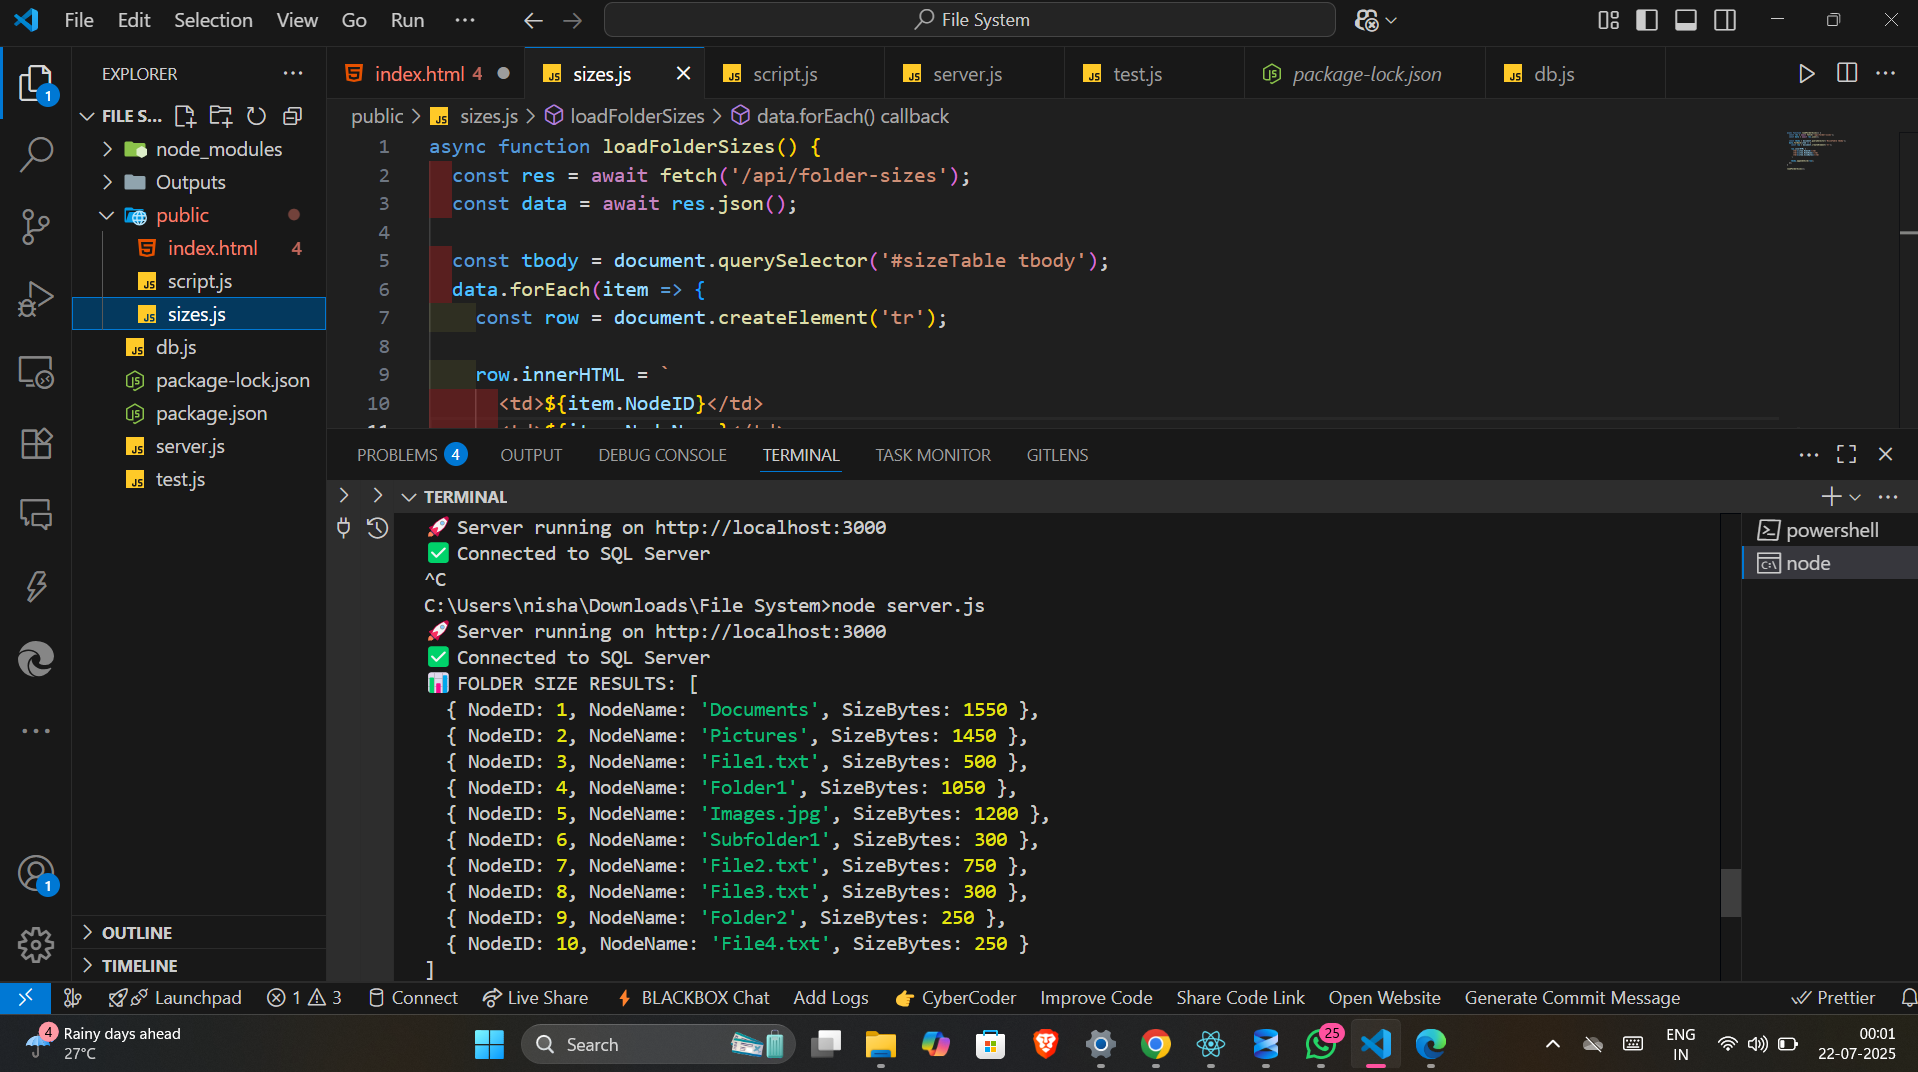 File Edit Selection View Go Run ··· File System
EXPLORER ···
FILE S...
node_modules
Outputs
public
index.html 4
script.js
sizes.js
db.js
package-lock.json
package.json
server.js
test.js
OUTLINE
TIMELINE
1
1
index.html 4 sizes.js script.js server.js test.js package-lock.json db.js
public > sizes.js > loadFolderSizes > data.forEach() callback
1 async function loadFolderSizes() {
2 const res = await fetch('/api/folder-sizes');
3 const data = await res.json();
4
5 const tbody = document.querySelector('#sizeTable tbody');
6 data.forEach(item => {
7 const row = document.createElement('tr');
8
9 row.innerHTML = `
10 <td>${item.NodeID}</td>
PROBLEMS 4 OUTPUT DEBUG CONSOLE TERMINAL TASK MONITOR GITLENS
TERMINAL
🚀 Server running on http://localhost:3000
✅ Connected to SQL Server
^C
C:\Users\nisha\Downloads\File System>node server.js
🚀 Server running on http://localhost:3000
✅ Connected to SQL Server
📊 FOLDER SIZE RESULTS: [
{ NodeID: 1, NodeName: 'Documents', SizeBytes: 1550 },
{ NodeID: 2, NodeName: 'Pictures', SizeBytes: 1450 },
{ NodeID: 3, NodeName: 'File1.txt', SizeBytes: 500 },
{ NodeID: 4, NodeName: 'Folder1', SizeBytes: 1050 },
{ NodeID: 5, NodeName: 'Images.jpg', SizeBytes: 1200 },
{ NodeID: 6, NodeName: 'Subfolder1', SizeBytes: 300 },
{ NodeID: 7, NodeName: 'File2.txt', SizeBytes: 750 },
{ NodeID: 8, NodeName: 'File3.txt', SizeBytes: 300 },
{ NodeID: 9, NodeName: 'Folder2', SizeBytes: 250 },
{ NodeID: 10, NodeName: 'File4.txt', SizeBytes: 250 }
]
powershell
node
Launchpad 1 3 Connect Live Share BLACKBOX Chat Add Logs 👉 CyberCoder Improve Code Share Code Link Open Website Generate Commit Message Prettier
4 Rainy days ahead
27°C
Search
25
ENG
IN
00:01
22-07-2025